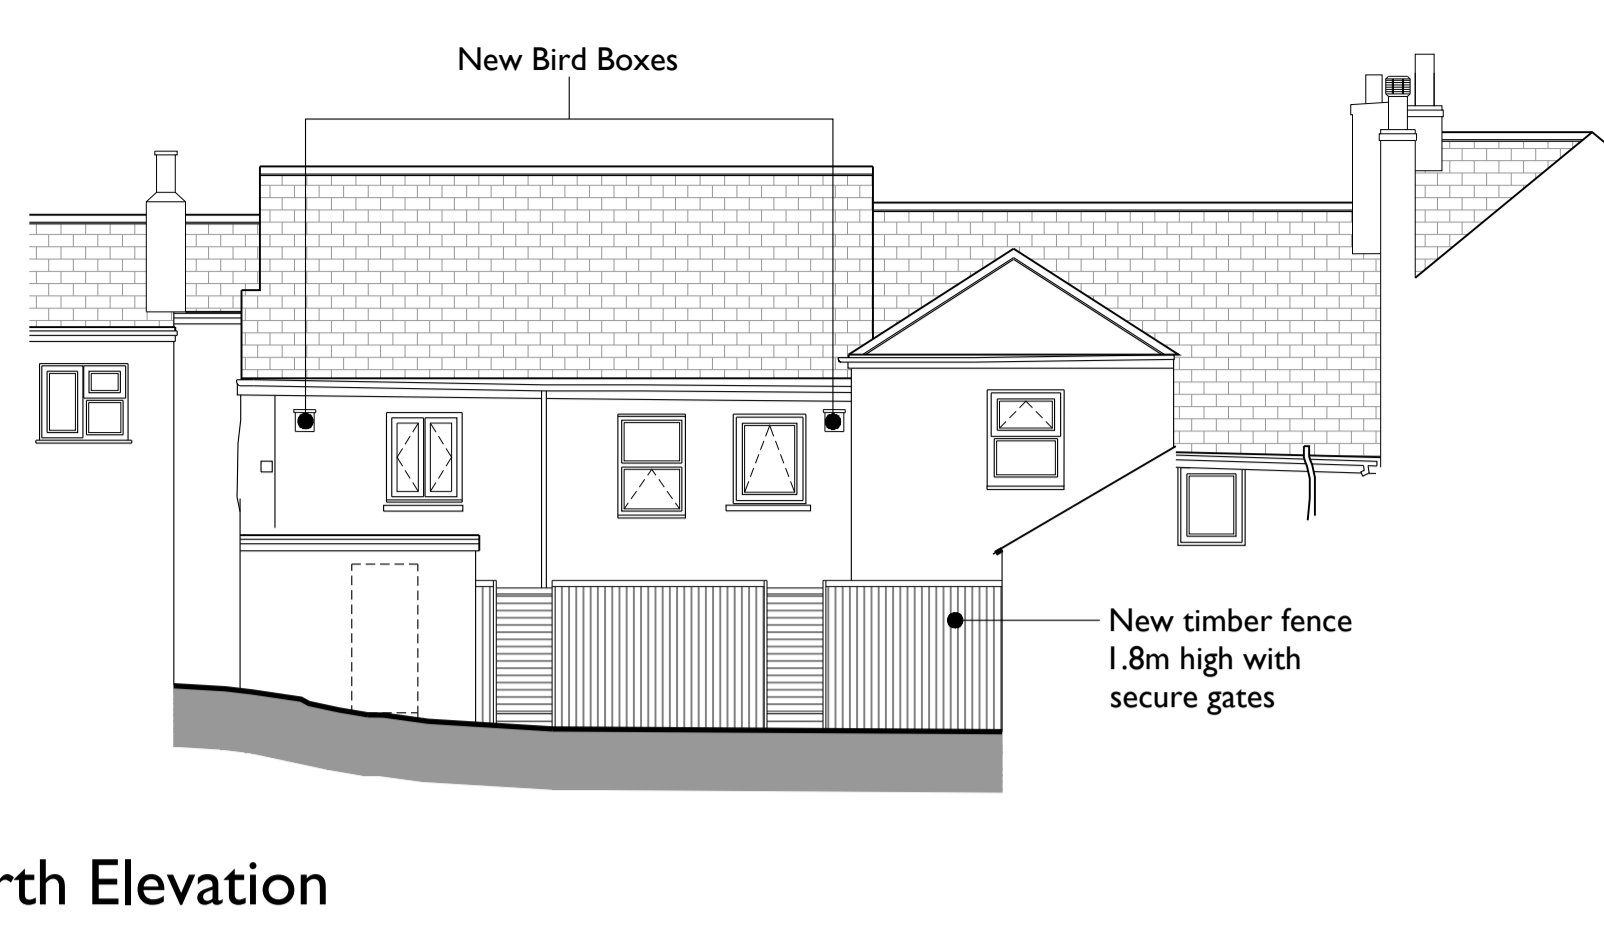 New Bird Boxes
New timber fence
1.8m high with
secure gates
rth Elevation